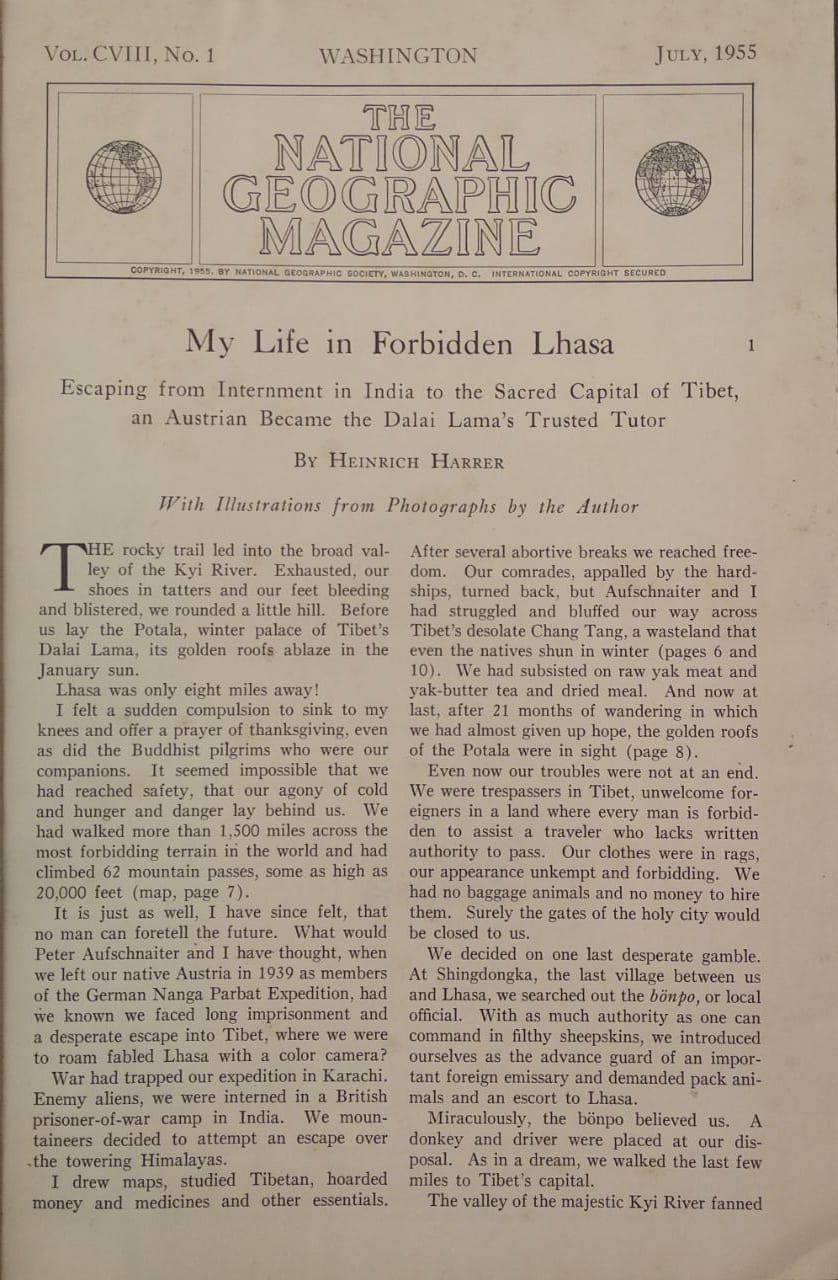 VOL. CVIII, No. 1 WASHINGTON JULY, 1955
THE
NATIONAL
GEOGRAPHIC
MAGAZINE
COPYRIGHT, 1955. BY NATIONAL GEOGRAPHIC SOCIETY, WASHINGTON, D. C. INTERNATIONAL COPYRIGHT SECURED
My Life in Forbidden Lhasa 1
Escaping from Internment in India to the Sacred Capital of Tibet,
an Austrian Became the Dalai Lama's Trusted Tutor
BY HEINRICH HARRER
With Illustrations from Photographs by the Author
THE rocky trail led into the broad val-
ley of the Kyi River. Exhausted, our
shoes in tatters and our feet bleeding
and blistered, we rounded a little hill. Before
us lay the Potala, winter palace of Tibet's
Dalai Lama, its golden roofs ablaze in the
January sun.
Lhasa was only eight miles away!
I felt a sudden compulsion to sink to my
knees and offer a prayer of thanksgiving, even
as did the Buddhist pilgrims who were our
companions. It seemed impossible that we
had reached safety, that our agony of cold
and hunger and danger lay behind us. We
had walked more than 1,500 miles across the
most forbidding terrain in the world and had
climbed 62 mountain passes, some as high as
20,000 feet (map, page 7).
It is just as well, I have since felt, that
no man can foretell the future. What would
Peter Aufschnaiter and I have thought, when
we left our native Austria in 1939 as members
of the German Nanga Parbat Expedition, had
we known we faced long imprisonment and
a desperate escape into Tibet, where we were
to roam fabled Lhasa with a color camera?
War had trapped our expedition in Karachi.
Enemy aliens, we were interned in a British
prisoner-of-war camp in India. We moun-
taineers decided to attempt an escape over
the towering Himalayas.
I drew maps, studied Tibetan, hoarded
money and medicines and other essentials.
After several abortive breaks we reached free-
dom. Our comrades, appalled by the hard-
ships, turned back, but Aufschnaiter and I
had struggled and bluffed our way across
Tibet's desolate Chang Tang, a wasteland that
even the natives shun in winter (pages 6 and
10). We had subsisted on raw yak meat and
yak-butter tea and dried meal. And now at
last, after 21 months of wandering in which
we had almost given up hope, the golden roofs
of the Potala were in sight (page 8).
Even now our troubles were not at an end.
We were trespassers in Tibet, unwelcome for-
eigners in a land where every man is forbid-
den to assist a traveler who lacks written
authority to pass. Our clothes were in rags,
our appearance unkempt and forbidding. We
had no baggage animals and no money to hire
them. Surely the gates of the holy city would
be closed to us.
We decided on one last desperate gamble.
At Shingdongka, the last village between us
and Lhasa, we searched out the bönpo, or local
official. With as much authority as one can
command in filthy sheepskins, we introduced
ourselves as the advance guard of an impor-
tant foreign emissary and demanded pack ani-
mals and an escort to Lhasa.
Miraculously, the bönpo believed us. A
donkey and driver were placed at our dis-
posal. As in a dream, we walked the last few
miles to Tibet's capital.
The valley of the majestic Kyi River fanned